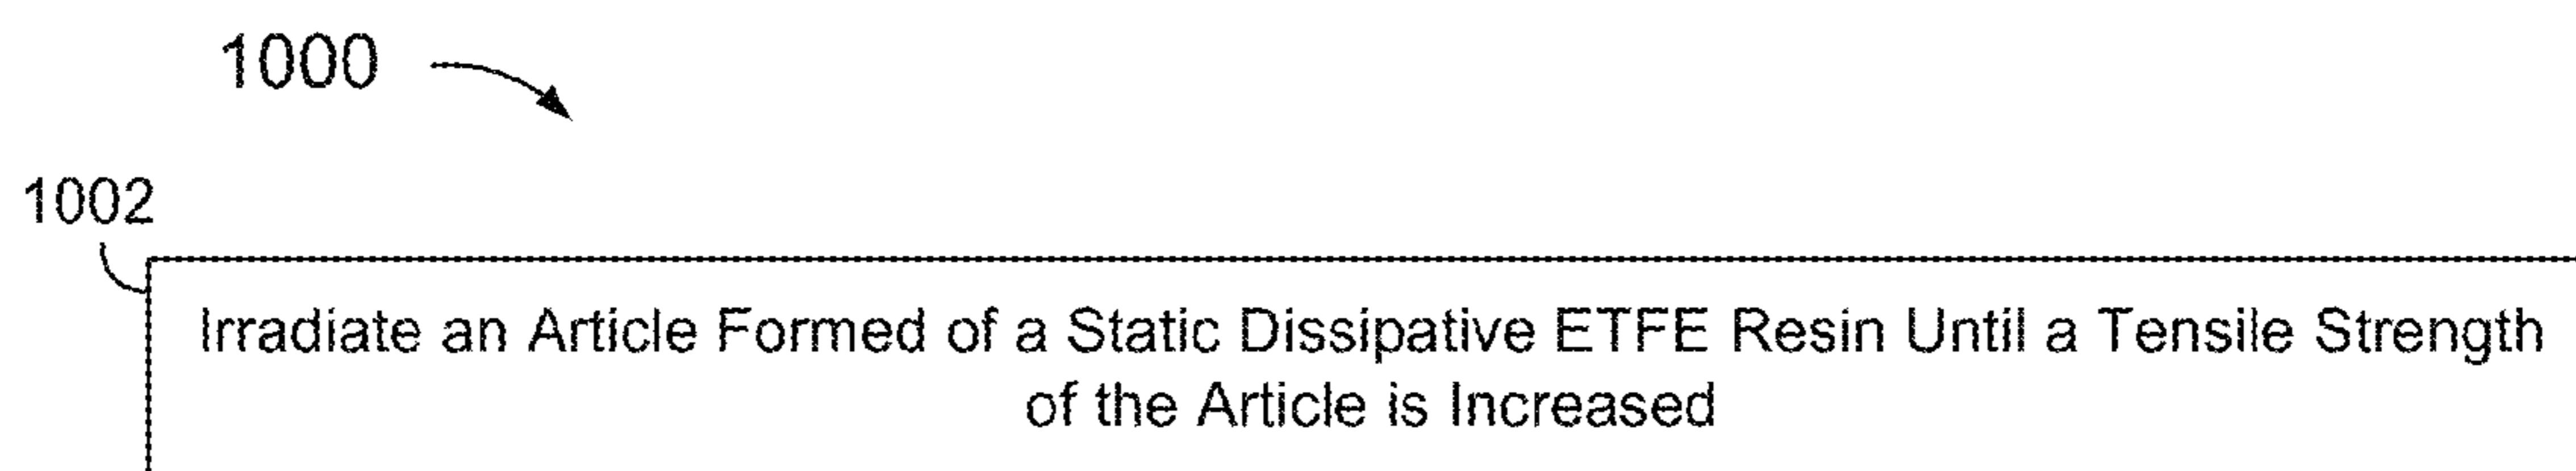 1000
1002
Irradiate an Article Formed of a Static Dissipative ETFE Resin Until a Tensile Strength
of the Article is Increased